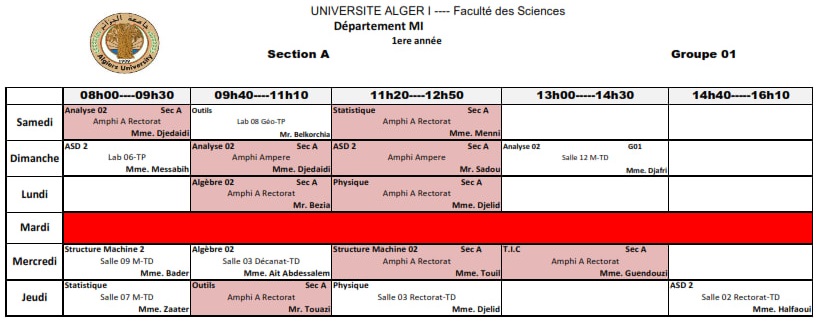 UNIVERSITE ALGER I ---- Faculté des Sciences
Département MI
1ere année
Section A Groupe 01
جامعة الجزائر
Algiers University
08h00----09h30 09h40----11h10 11h20----12h50 13h00-----14h30 14h40-----16h10
Samedi
Analyse 02 Sec A
Amphi A Rectorat
Mme. Djedaidi
Outils
Lab 08 Géo-TP
Mr. Belkorchia
Statistique Sec A
Amphi A Rectorat
Mme. Menni
Dimanche
ASD 2
Lab 06-TP
Mme. Messabih
Analyse 02 Sec A
Amphi Ampere
Mme. Djedaidi
ASD 2 Sec A
Amphi Ampere
Mr. Sadou
Analyse 02 G01
Salle 12 M-TD
Mme. Djafri
Lundi
Algèbre 02 Sec A
Amphi A Rectorat
Mr. Bezia
Physique Sec A
Amphi A Rectorat
Mme. Djelid
Mardi
Mercredi
Structure Machine 2
Salle 09 M-TD
Mme. Bader
Algèbre 02
Salle 03 Décanat-TD
Mme. Ait Abdessalem
Structure Machine 02 Sec A
Amphi A Rectorat
Mme. Touil
T.I.C Sec A
Amphi A Rectorat
Mme. Guendouzi
Jeudi
Statistique
Salle 07 M-TD
Mme. Zaater
Outils Sec A
Amphi A Rectorat
Mr. Touazi
Physique
Salle 03 Rectorat-TD
Mme. Djelid
ASD 2
Salle 02 Rectorat-TD
Mme. Halfaoui